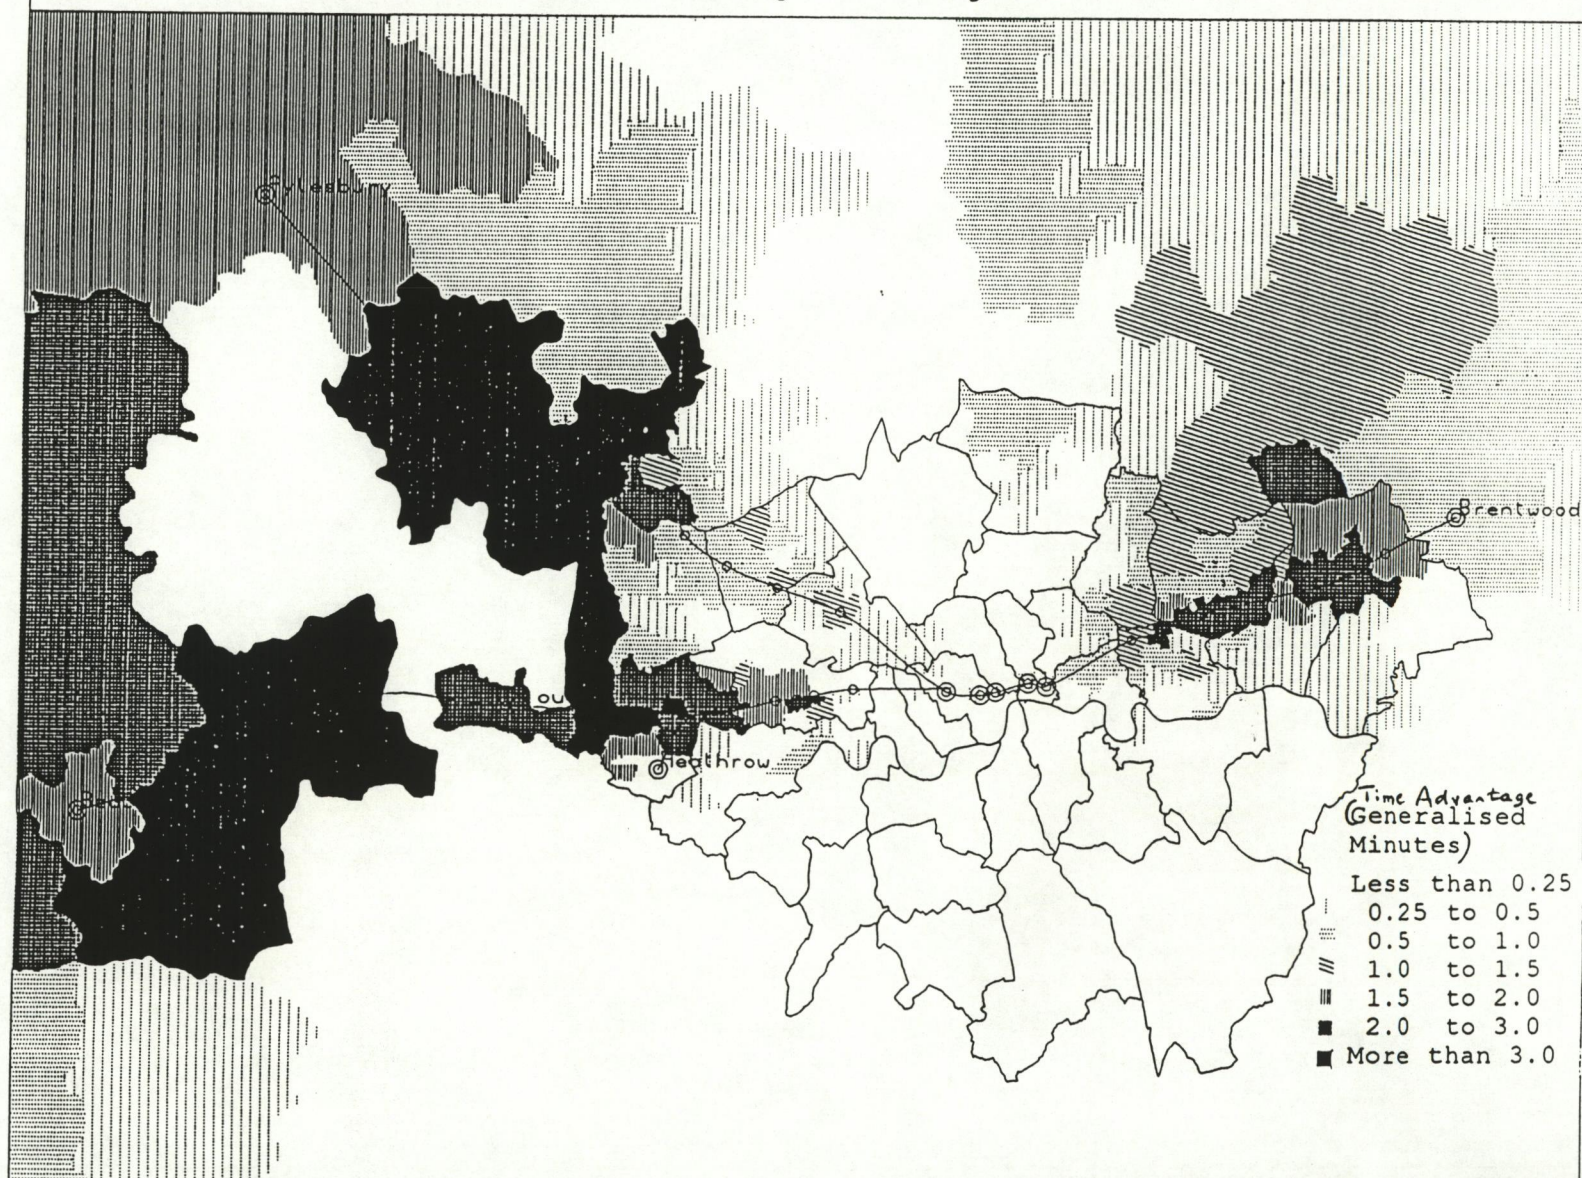 Aylesbury
Brentwood
Heathrow
Time Advantage
(Generalised
Minutes)
Less than 0.25
0.25 to 0.5
0.5 to 1.0
1.0 to 1.5
1.5 to 2.0
2.0 to 3.0
More than 3.0